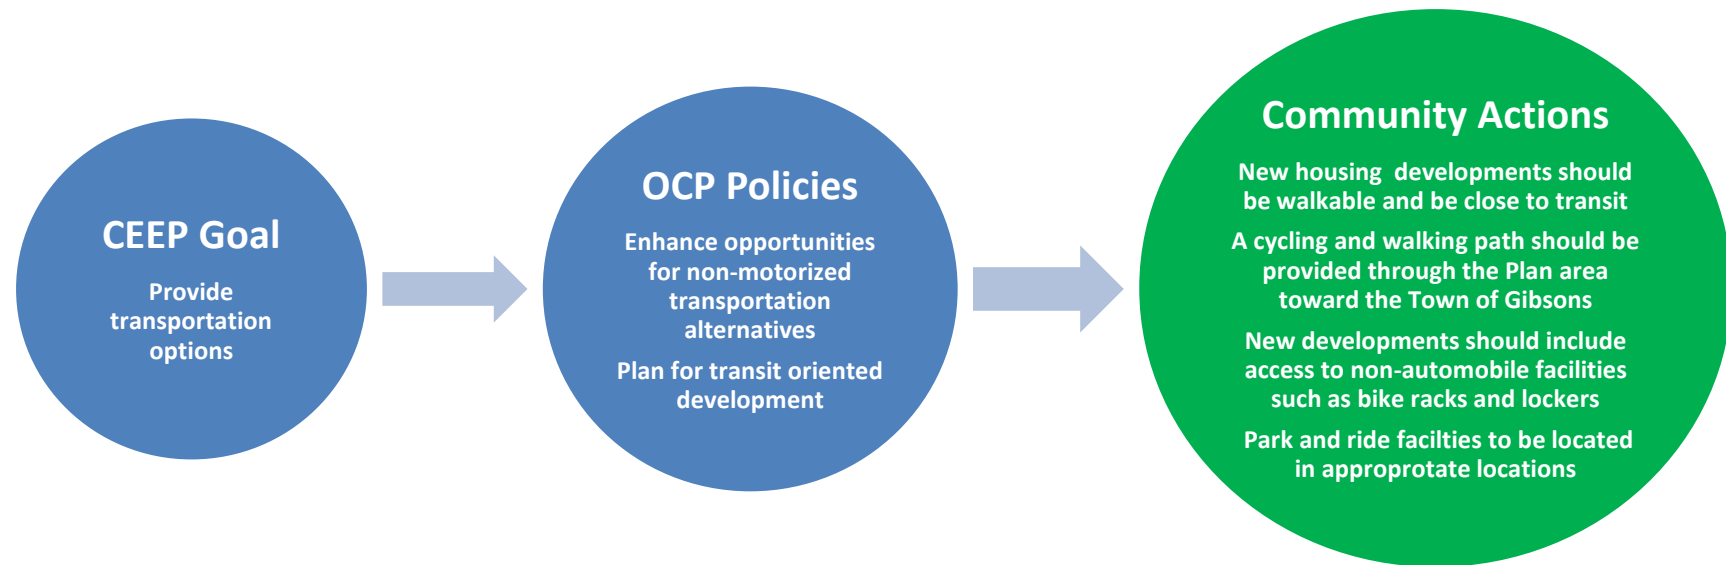 CEEP Goal
Provide
transportation
options
OCP Policies
Enhance opportunities
for non-motorized
transportation
alternatives
Plan for transit oriented
development
Community Actions
New housing developments should
be walkable and be close to transit
A cycling and walking path should be
provided through the Plan area
toward the Town of Gibsons
New developments should include
access to non-automobile facilities
such as bike racks and lockers
Park and ride facilties to be located
in approprotate locations